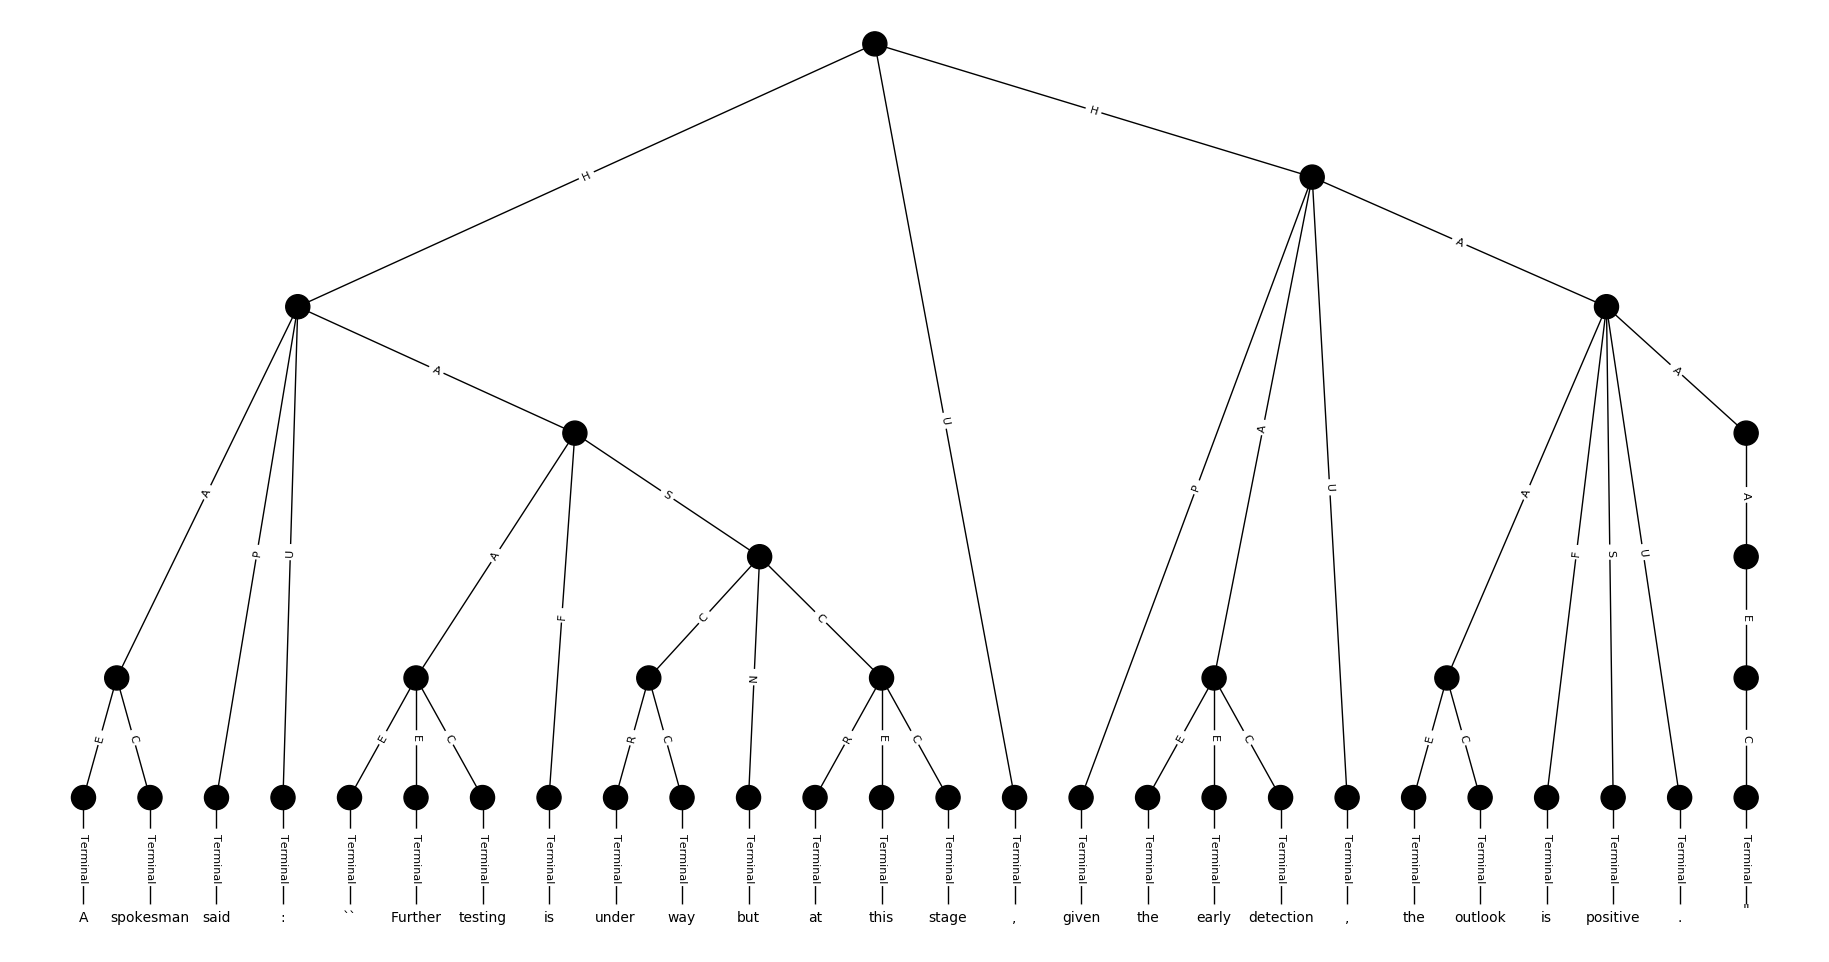 H
H
A
A
A
U
A
A
P
A
U
A
S
A
A
P
U
A
F
S
U
F
C
C
E
N
E
C
E
E
C
R
C
R
E
C
E
E
C
E
C
C
Terminal Terminal Terminal Terminal Terminal Terminal Terminal Terminal Terminal Terminal Terminal Terminal Terminal Terminal Terminal Terminal Terminal Terminal Terminal Terminal Terminal Terminal Terminal Terminal Terminal Terminal
A spokesman said : `` Further testing is under way but at this stage , given the early detection , the outlook is positive . "